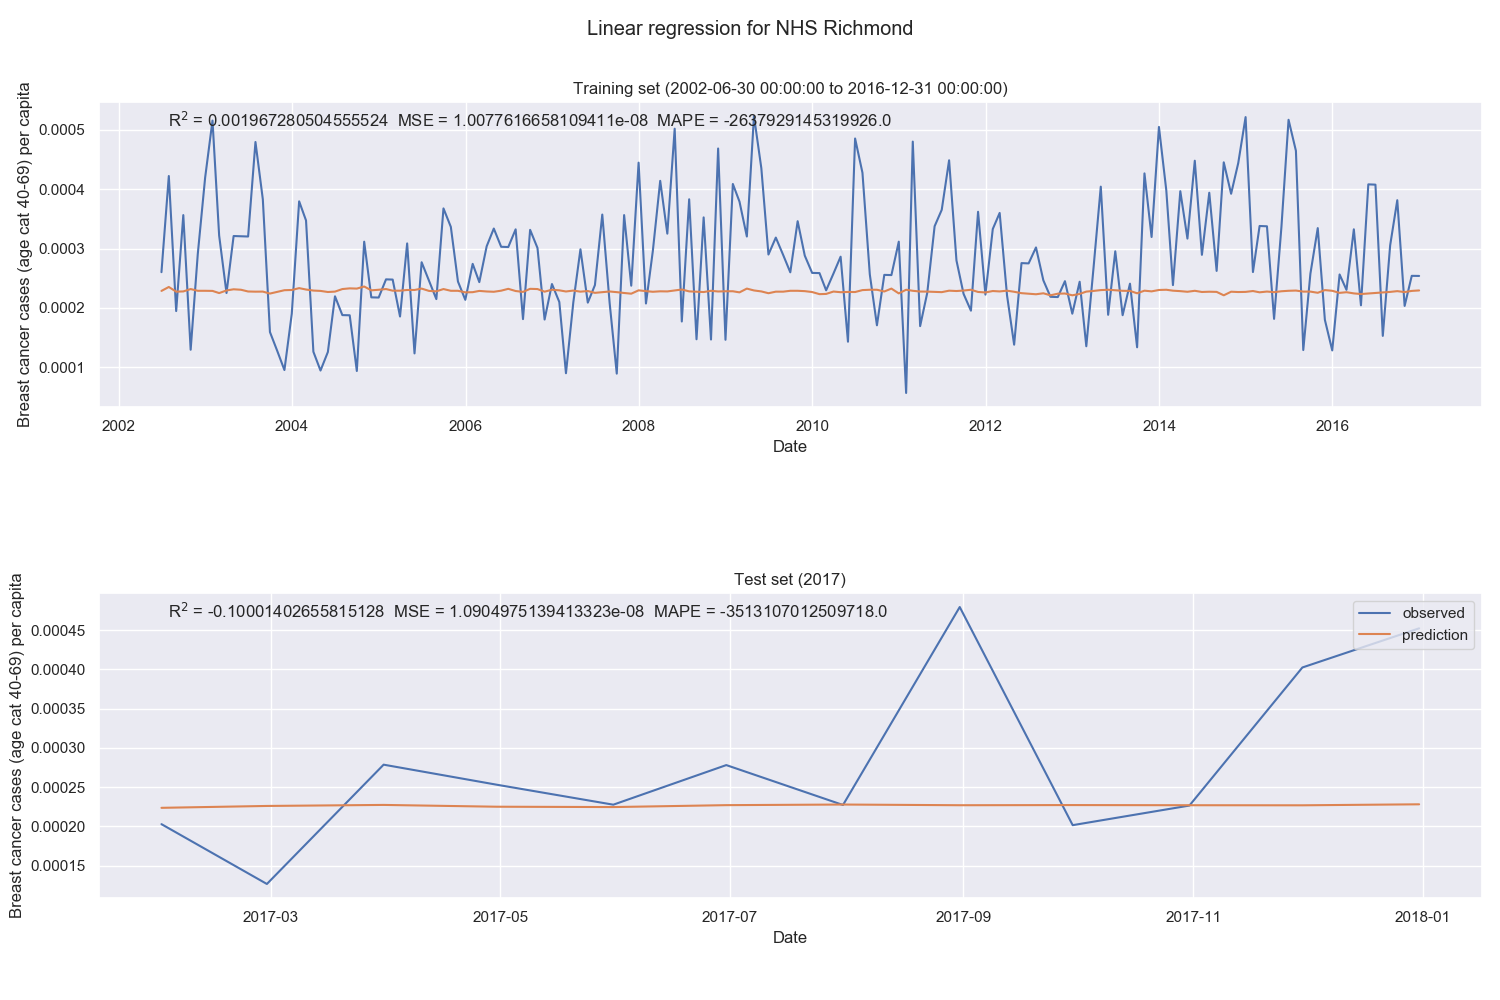 Linear regression for NHS Richmond
Training set (2002-06-30 00:00:00 to 2016-12-31 00:00:00)
R² = 0.001967280504555524 MSE = 1.0077616658109411e-08 MAPE = -2637929145319926.0
Breast cancer cases (age cat 40-69) per capita
0.0005
0.0004
0.0003
0.0002
0.0001
2002 2004 2006 2008 2010 2012 2014 2016
Date
Test set (2017)
R² = -0.10001402655815128 MSE = 1.0904975139413323e-08 MAPE = -3513107012509718.0
observed
prediction
Breast cancer cases (age cat 40-69) per capita
0.00045
0.00040
0.00035
0.00030
0.00025
0.00020
0.00015
2017-03 2017-05 2017-07 2017-09 2017-11 2018-01
Date